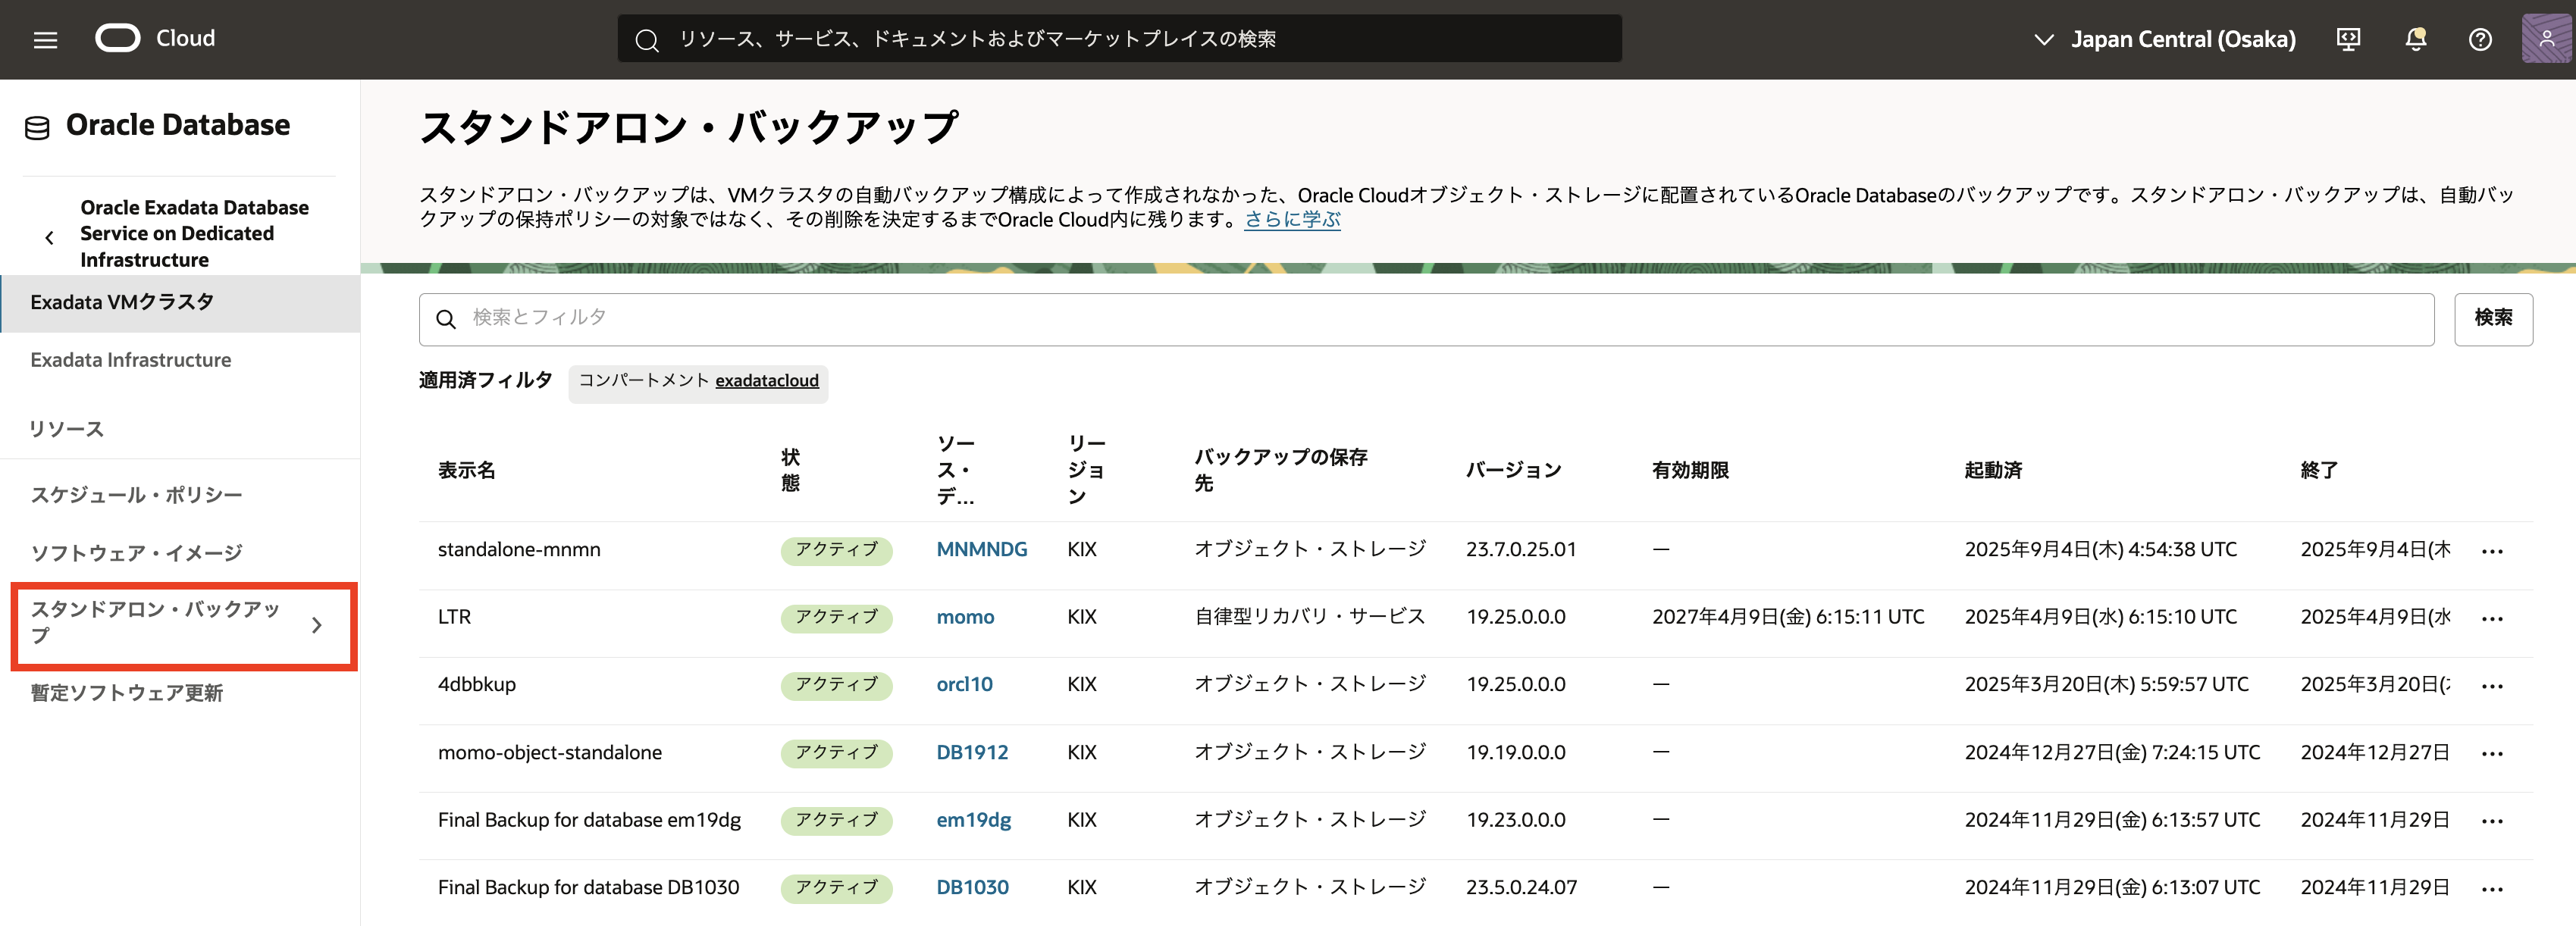 Cloud
リソース、サービス、ドキュメントおよびマーケットプレイスの検索
Japan Central (Osaka)
Oracle Database
Oracle Exadata Database
Service on Dedicated
Infrastructure
Exadata VMクラスタ
Exadata Infrastructure
リソース
スケジュール・ポリシー
ソフトウェア・イメージ
スタンドアロン・バックアッ
プ
暫定ソフトウェア更新
スタンドアロン・バックアップ
スタンドアロン・バックアップは、VMクラスタの自動バックアップ構成によって作成されなかった、Oracle Cloudオブジェクト・ストレージに配置されているOracle Databaseのバックアップです。スタンドアロン・バックアップは、自動バッ
クアップの保持ポリシーの対象ではなく、その削除を決定するまでOracle Cloud内に残ります。さらに学ぶ
検索とフィルタ
検索
適用済フィルタ コンパートメント exadatacloud
表示名 状態 ソース・デ... リージョン バックアップの保存先 バージョン 有効期限 起動済 終了
standalone-mnmn アクティブ MNMNDG KIX オブジェクト・ストレージ 23.7.0.25.01 — 2025年9月4日(木) 4:54:38 UTC 2025年9月4日(木
LTR アクティブ momo KIX 自律型リカバリ・サービス 19.25.0.0.0 2027年4月9日(金) 6:15:11 UTC 2025年4月9日(水) 6:15:10 UTC 2025年4月9日(水
4dbbkup アクティブ orcl10 KIX オブジェクト・ストレージ 19.25.0.0.0 — 2025年3月20日(木) 5:59:57 UTC 2025年3月20日(
momo-object-standalone アクティブ DB1912 KIX オブジェクト・ストレージ 19.19.0.0.0 — 2024年12月27日(金) 7:24:15 UTC 2024年12月27日
Final Backup for database em19dg アクティブ em19dg KIX オブジェクト・ストレージ 19.23.0.0.0 — 2024年11月29日(金) 6:13:57 UTC 2024年11月29日
Final Backup for database DB1030 アクティブ DB1030 KIX オブジェクト・ストレージ 23.5.0.24.07 — 2024年11月29日(金) 6:13:07 UTC 2024年11月29日